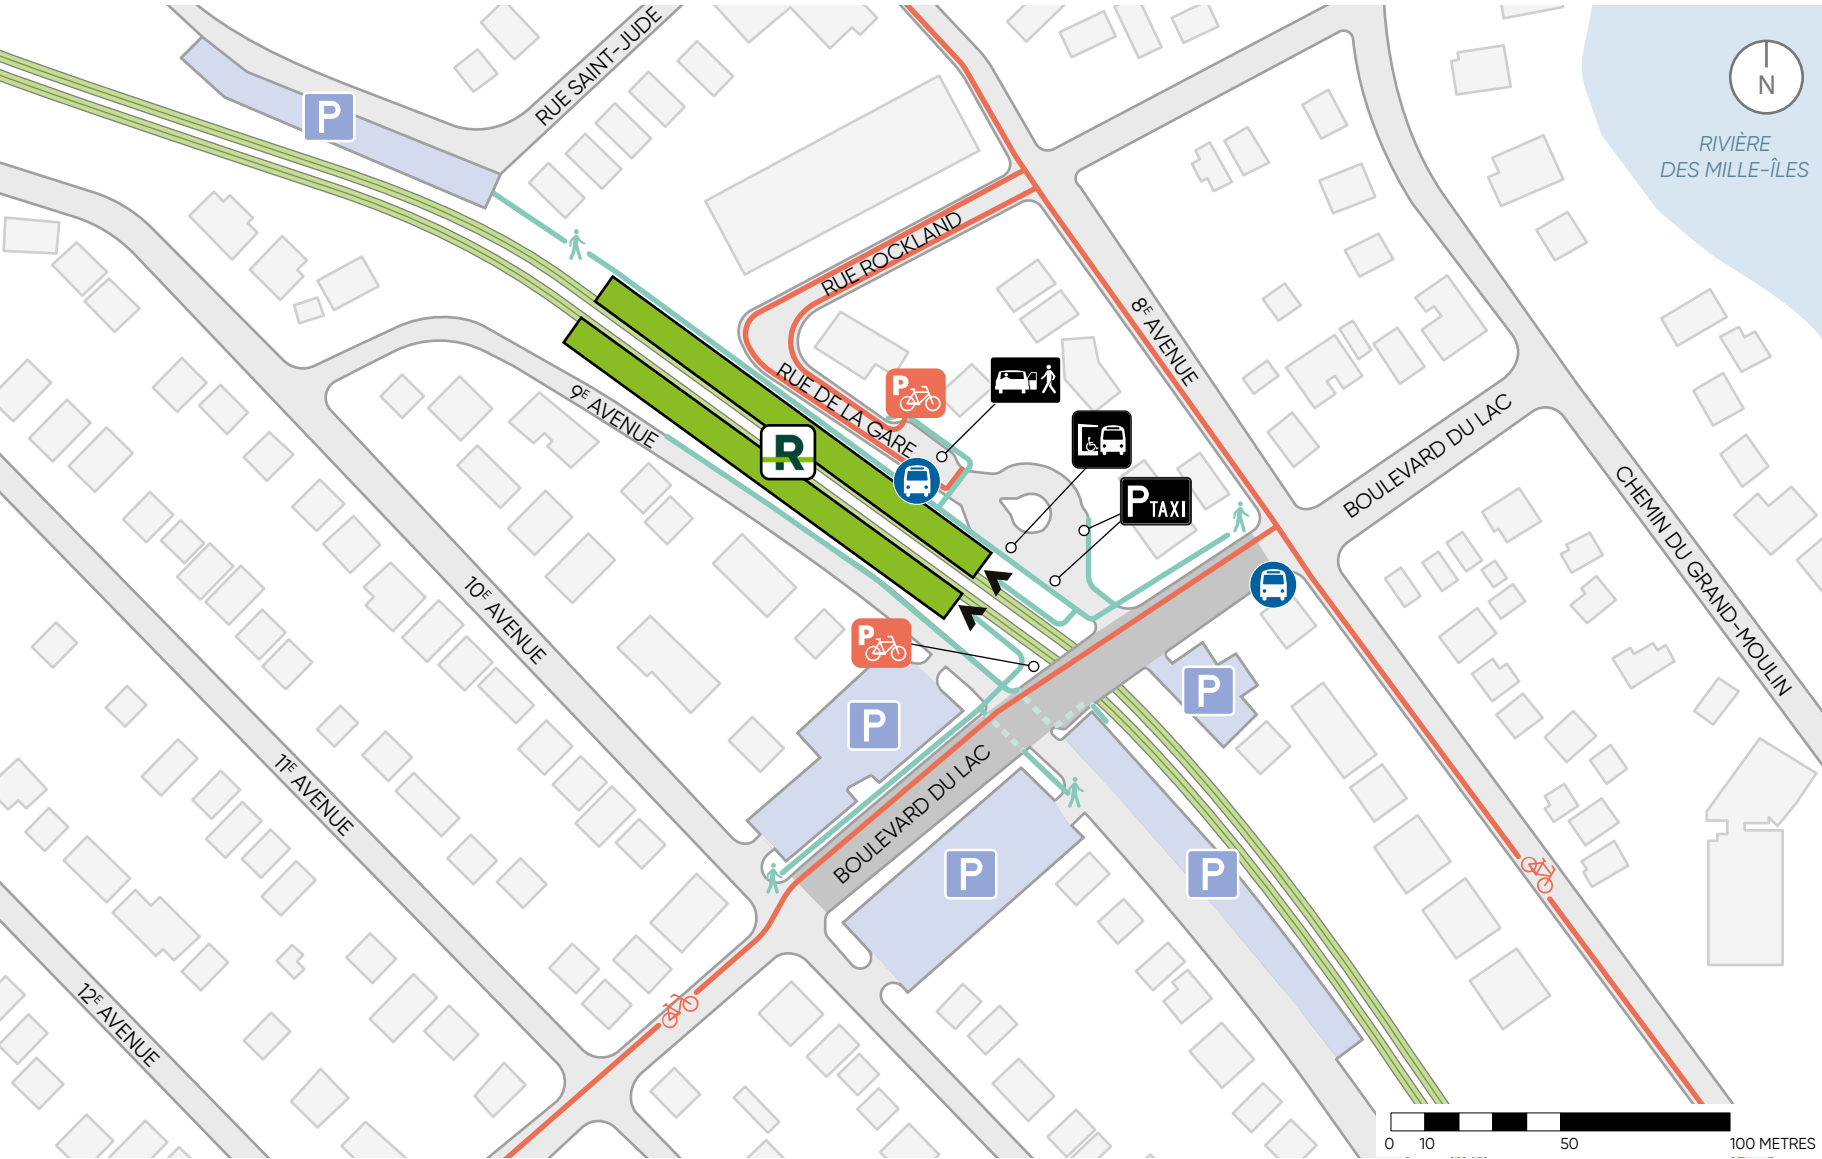 RUE SAINT-JUDE
P
N
RIVIÈRE
DES MILLE-ÎLES
RUE ROCKLAND
8E AVENUE
RUE DE LA GARE
P
9E AVENUE
R
BOULEVARD DU LAC
P TAXI
CHEMIN DU GRAND-MOULIN
10E AVENUE
P
P
P
BOULEVARD DU LAC
11E AVENUE
P
P
12E AVENUE
0 10 50 100 METRES